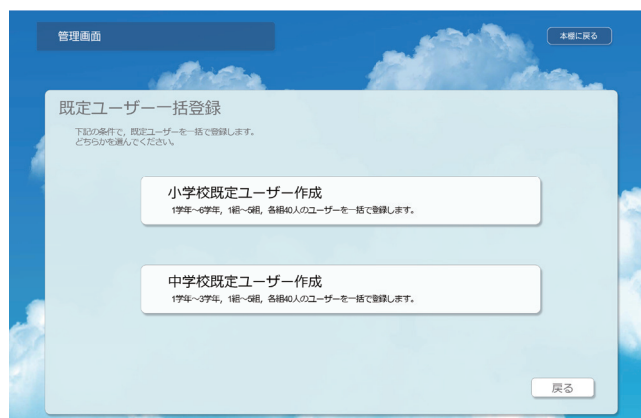 管理画面
本棚に戻る
既定ユーザー一括登録
下記の条件で，既定ユーザーを一括で登録します。
どちらかを選んでください。
小学校既定ユーザー作成
1学年～6学年，1組～5組，各組40人のユーザーを一括で登録します。
中学校既定ユーザー作成
1学年～3学年，1組～5組，各組40人のユーザーを一括で登録します。
戻る